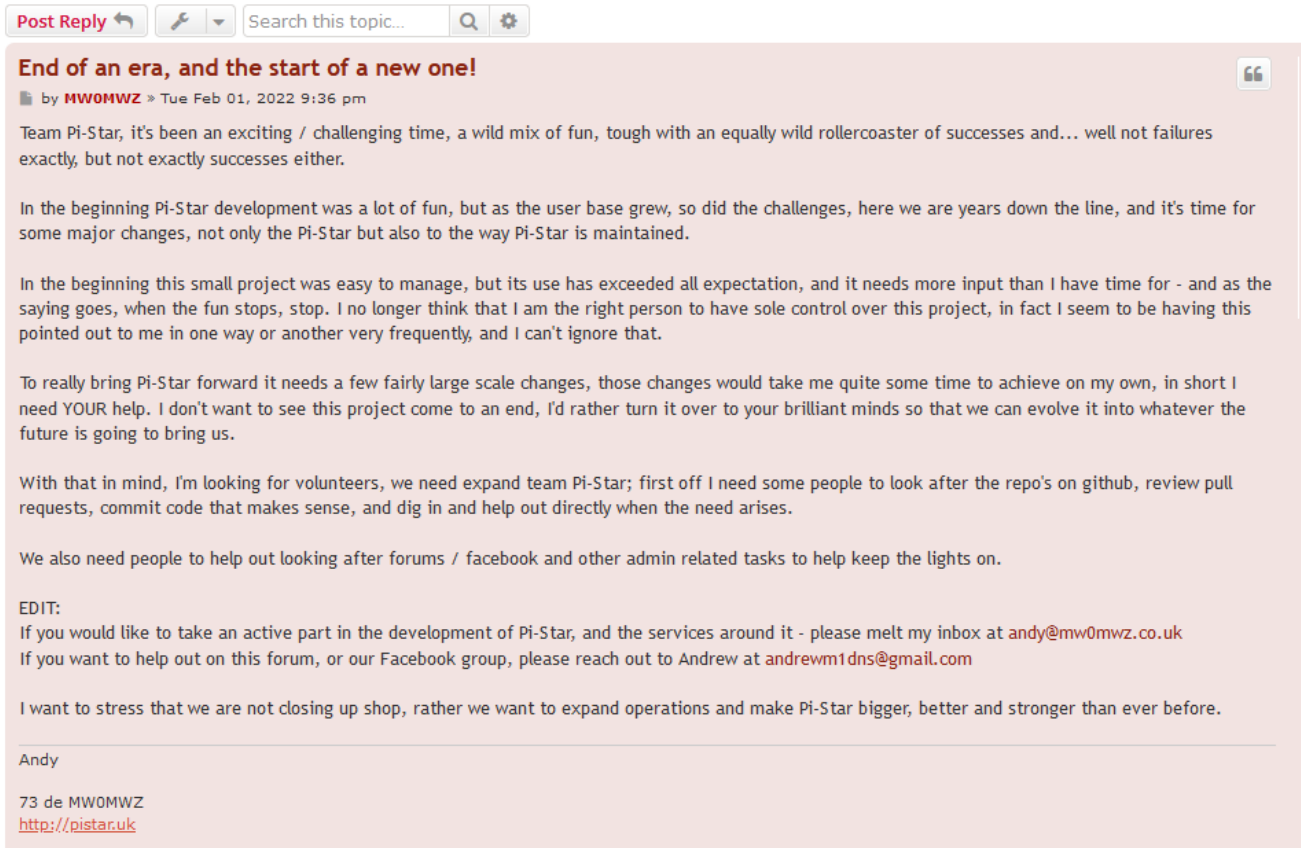 Post Reply
Search this topic...
End of an era, and the start of a new one!
by MW0MWZ » Tue Feb 01, 2022 9:36 pm
Team Pi-Star, it's been an exciting / challenging time, a wild mix of fun, tough with an equally wild rollercoaster of successes and... well not failures
exactly, but not exactly successes either.
In the beginning Pi-Star development was a lot of fun, but as the user base grew, so did the challenges, here we are years down the line, and it's time for
some major changes, not only the Pi-Star but also to the way Pi-Star is maintained.
In the beginning this small project was easy to manage, but its use has exceeded all expectation, and it needs more input than I have time for - and as the
saying goes, when the fun stops, stop. I no longer think that I am the right person to have sole control over this project, in fact I seem to be having this
pointed out to me in one way or another very frequently, and I can't ignore that.
To really bring Pi-Star forward it needs a few fairly large scale changes, those changes would take me quite some time to achieve on my own, in short I
need YOUR help. I don't want to see this project come to an end, I'd rather turn it over to your brilliant minds so that we can evolve it into whatever the
future is going to bring us.
With that in mind, I'm looking for volunteers, we need expand team Pi-Star; first off I need some people to look after the repo's on github, review pull
requests, commit code that makes sense, and dig in and help out directly when the need arises.
We also need people to help out looking after forums / facebook and other admin related tasks to help keep the lights on.
EDIT:
If you would like to take an active part in the development of Pi-Star, and the services around it - please melt my inbox at andy@mw0mwz.co.uk
If you want to help out on this forum, or our Facebook group, please reach out to Andrew at andrewm1dns@gmail.com
I want to stress that we are not closing up shop, rather we want to expand operations and make Pi-Star bigger, better and stronger than ever before.
Andy
73 de MW0MWZ
http://pistar.uk